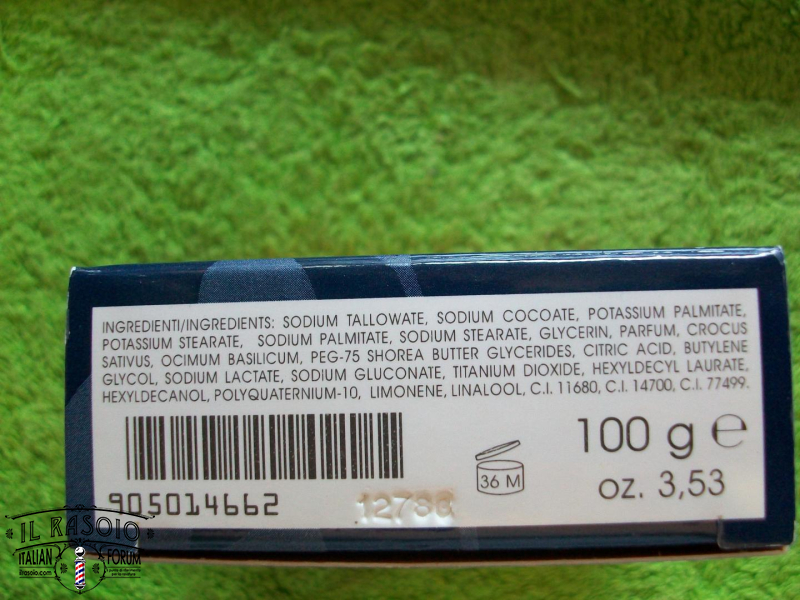 INGREDIENTI/INGREDIENTS: SODIUM TALLOWATE, SODIUM COCOATE, POTASSIUM PALMITATE,
POTASSIUM STEARATE, SODIUM PALMITATE, SODIUM STEARATE, GLYCERIN, PARFUM, CROCUS
SATIVUS, OCIMUM BASILICUM, PEG-75 SHOREA BUTTER GLYCERIDES, CITRIC ACID, BUTYLENE
GLYCOL, SODIUM LACTATE, SODIUM GLUCONATE, TITANIUM DIOXIDE, HEXYLDECYL LAURATE,
HEXYLDECANOL, POLYQUATERNIUM-10, LIMONENE, LINALOOL, C.I. 11680, C.I. 14700, C.I. 77499.
905014662
36 M
100 g ℮
oz. 3,53
IL RASOIO
ITALIAN FORUM
ilrasoio.com